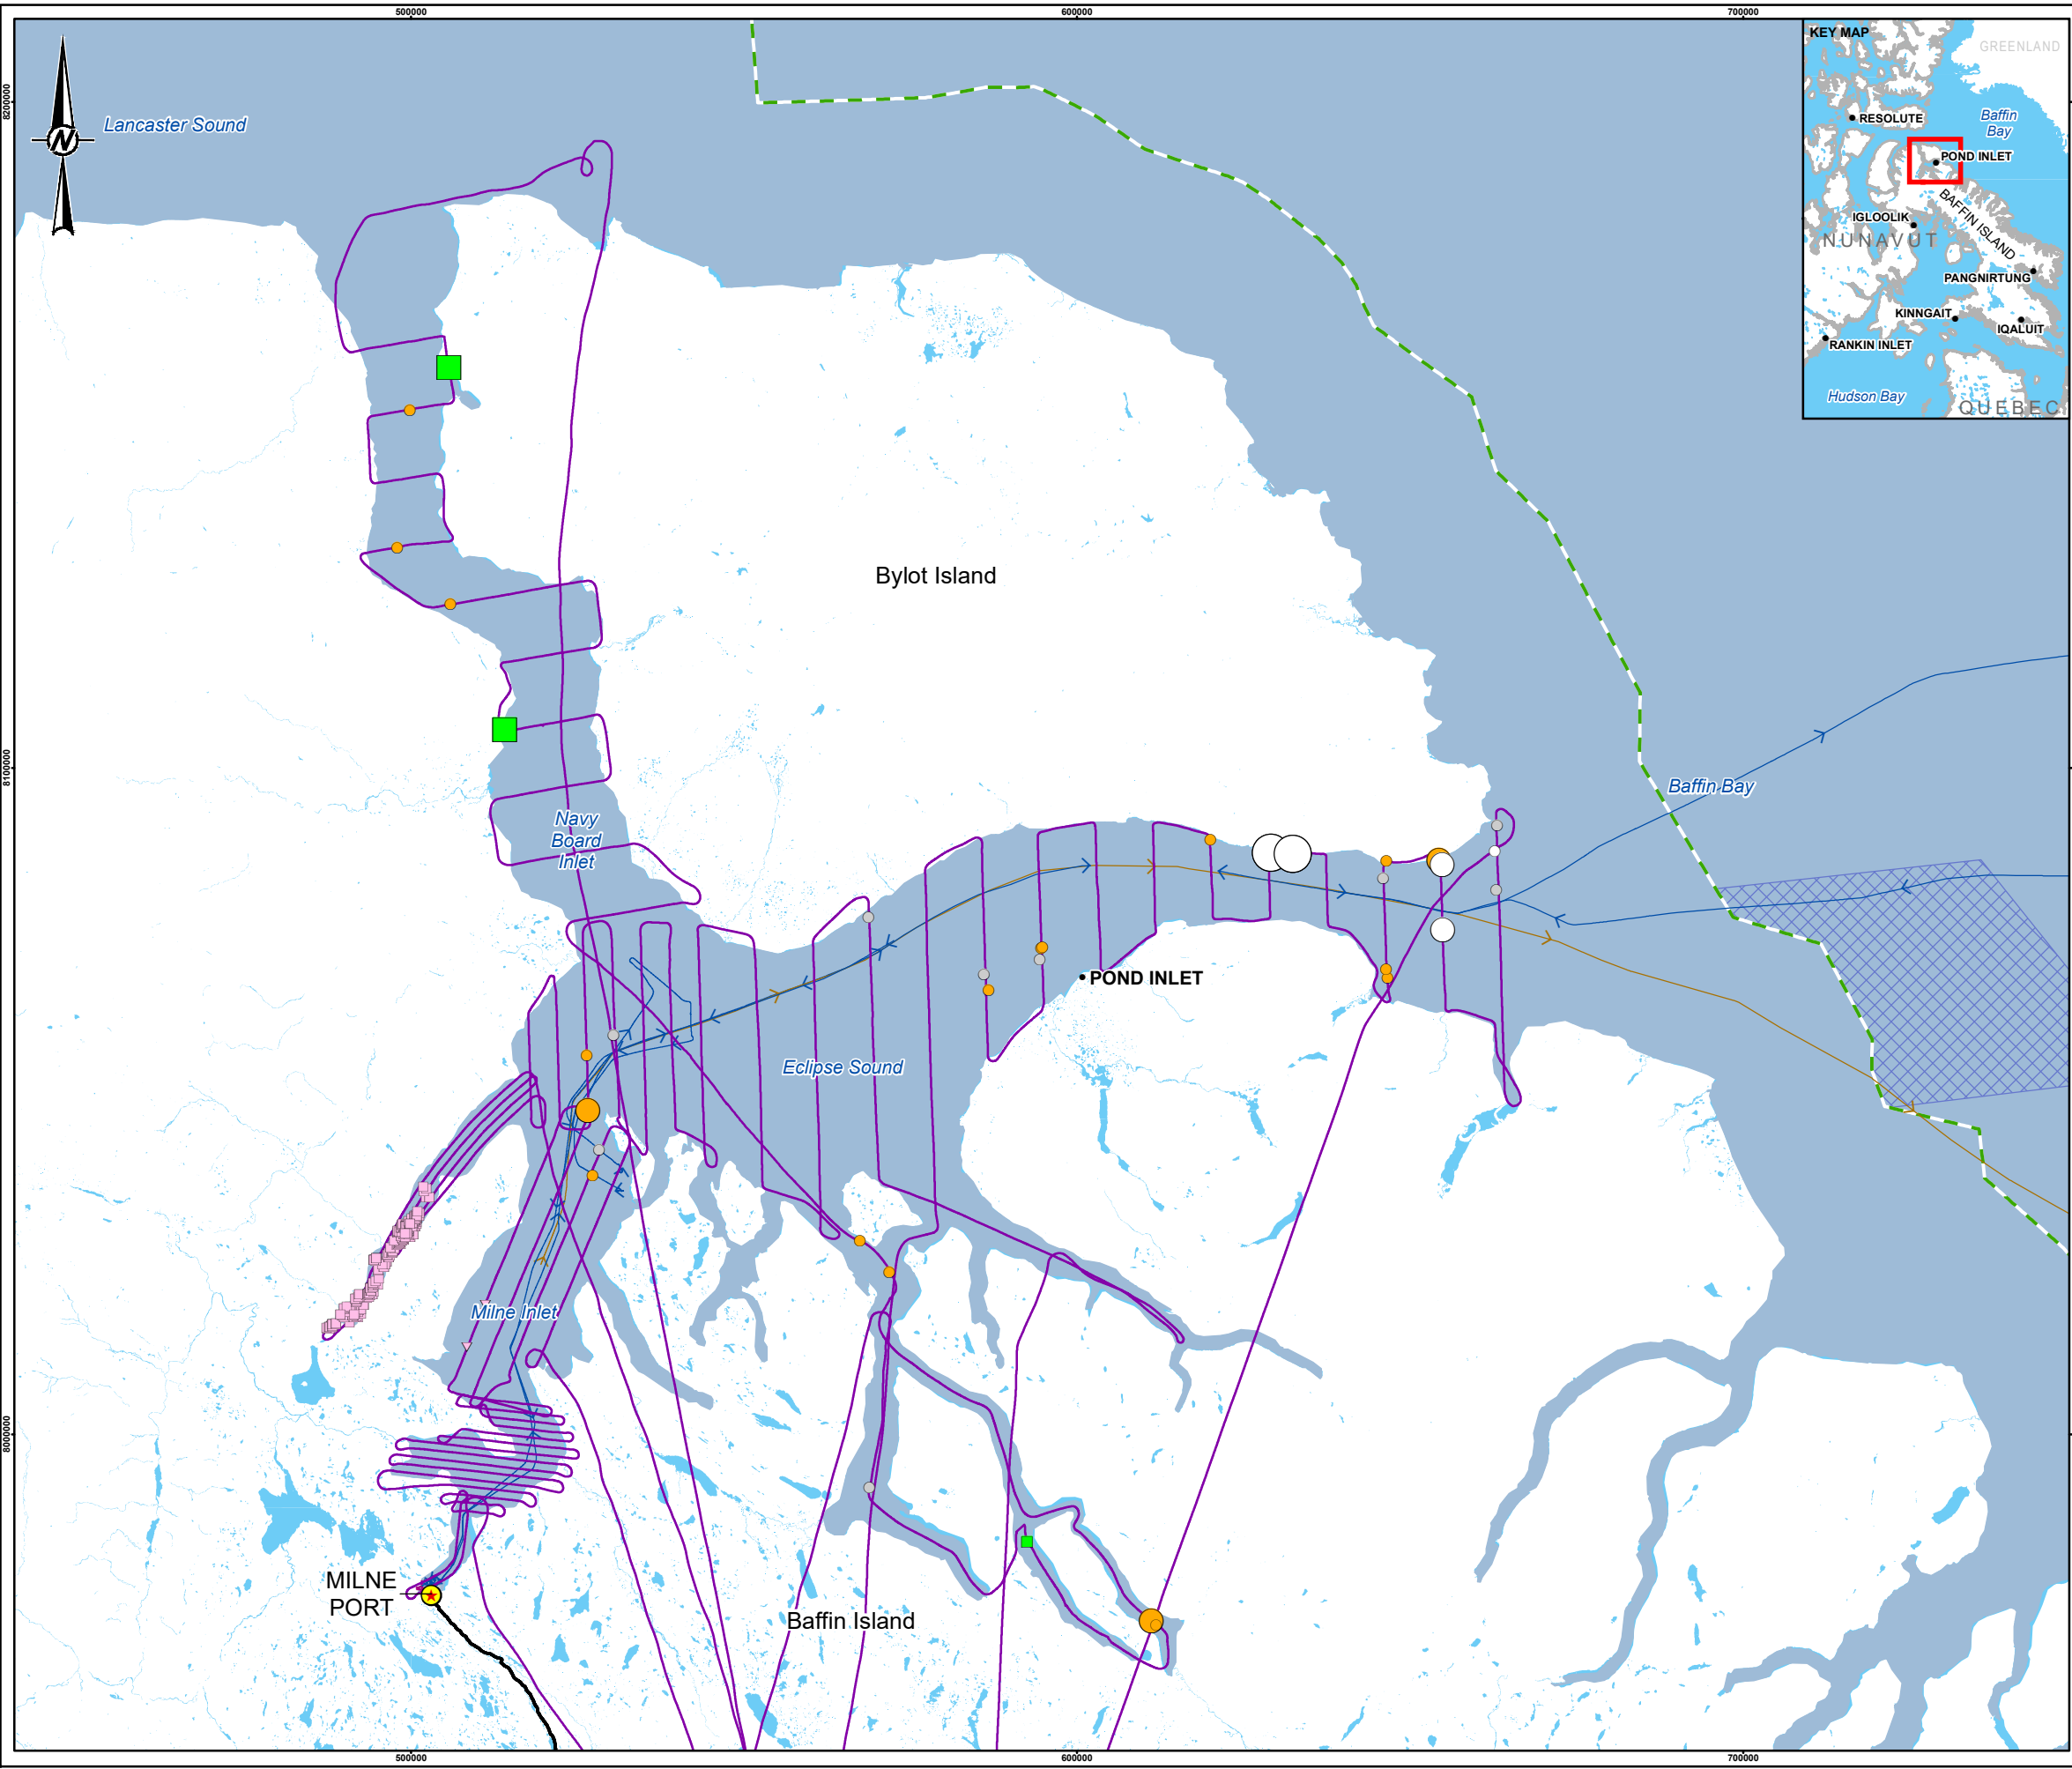 500000
600000
700000
8200000
8100000
8000000
N
Lancaster Sound
KEY MAP
GREENLAND
Baffin
Bay
RESOLUTE
POND INLET
BAFFIN ISLAND
IGLOOLIK
NUNAVUT
PANGNIRTUNG
KINNGAIT
IQALUIT
RANKIN INLET
Hudson Bay
QUEBEC
Bylot Island
Baffin Bay
Navy
Board
Inlet
POND INLET
Eclipse Sound
Milne Inlet
MILNE
PORT
Baffin Island
500000
600000
700000